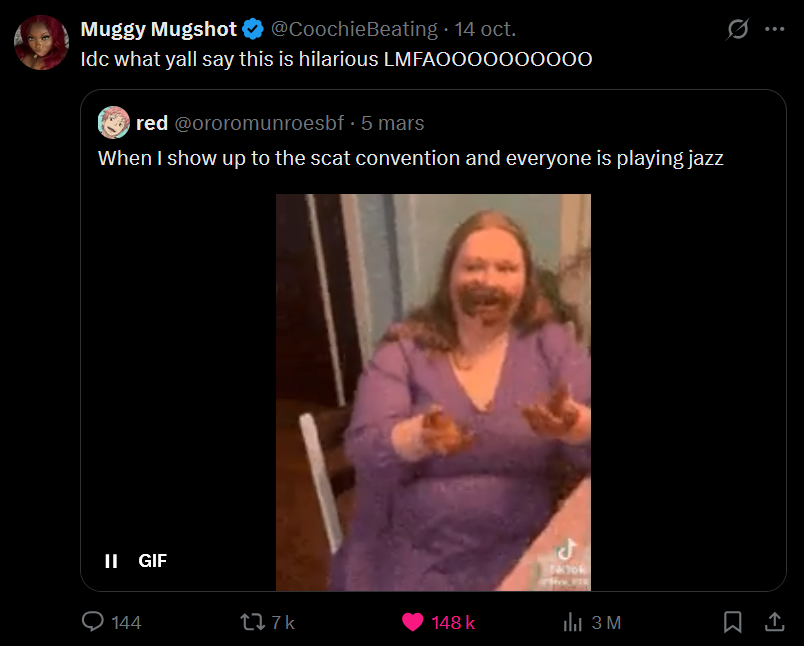 Muggy Mugshot @CoochieBeating · 14 oct.
Idc what yall say this is hilarious LMFAOOOOOOOOOO
red @ororomunroesbf · 5 mars
When I show up to the scat convention and everyone is playing jazz
GIF
TikTok
144 7 k 148 k 3 M